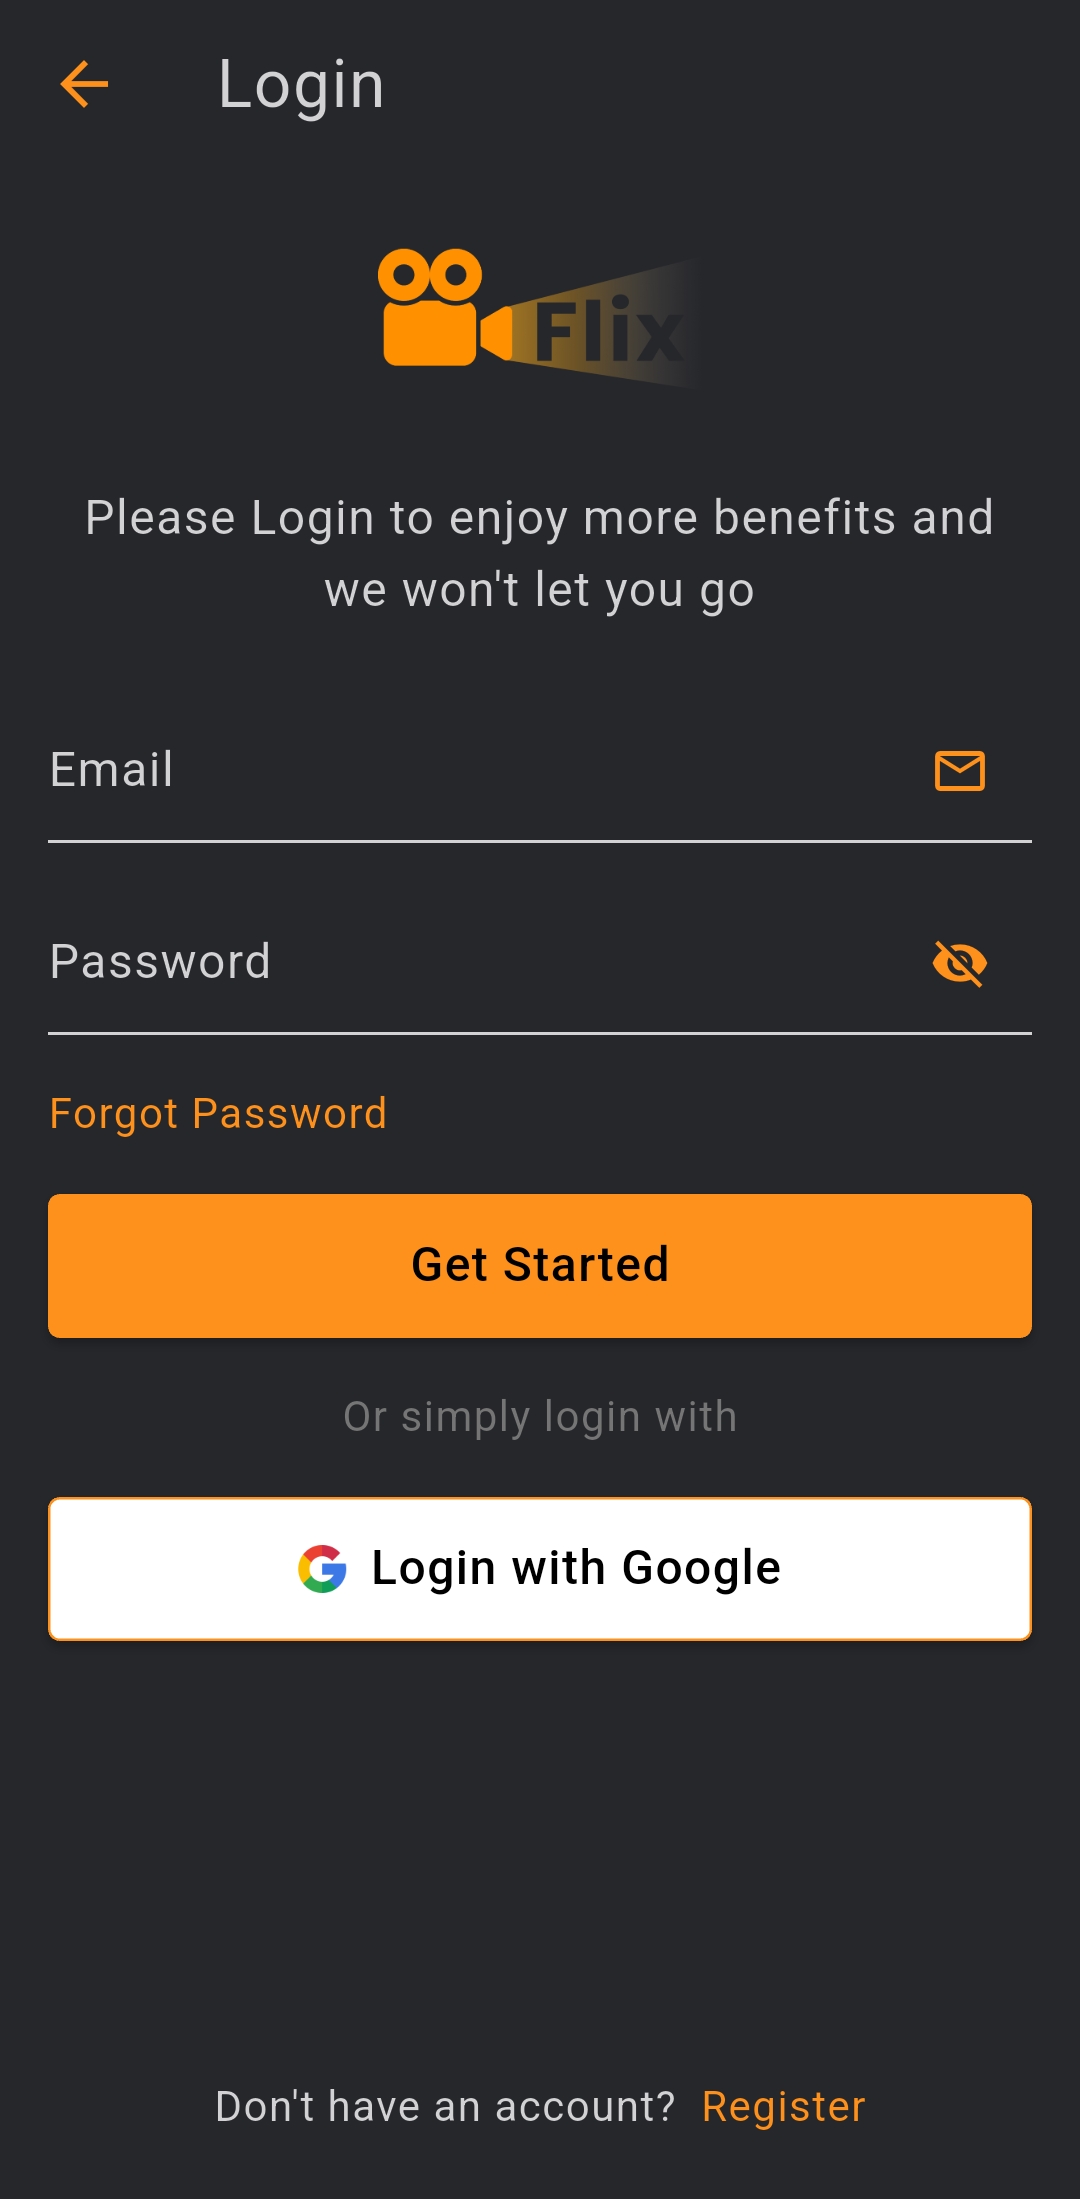 Login
Flix
Please Login to enjoy more benefits and
we won't let you go
Email
Password
Forgot Password
Get Started
Or simply login with
Login with Google
Don't have an account? Register